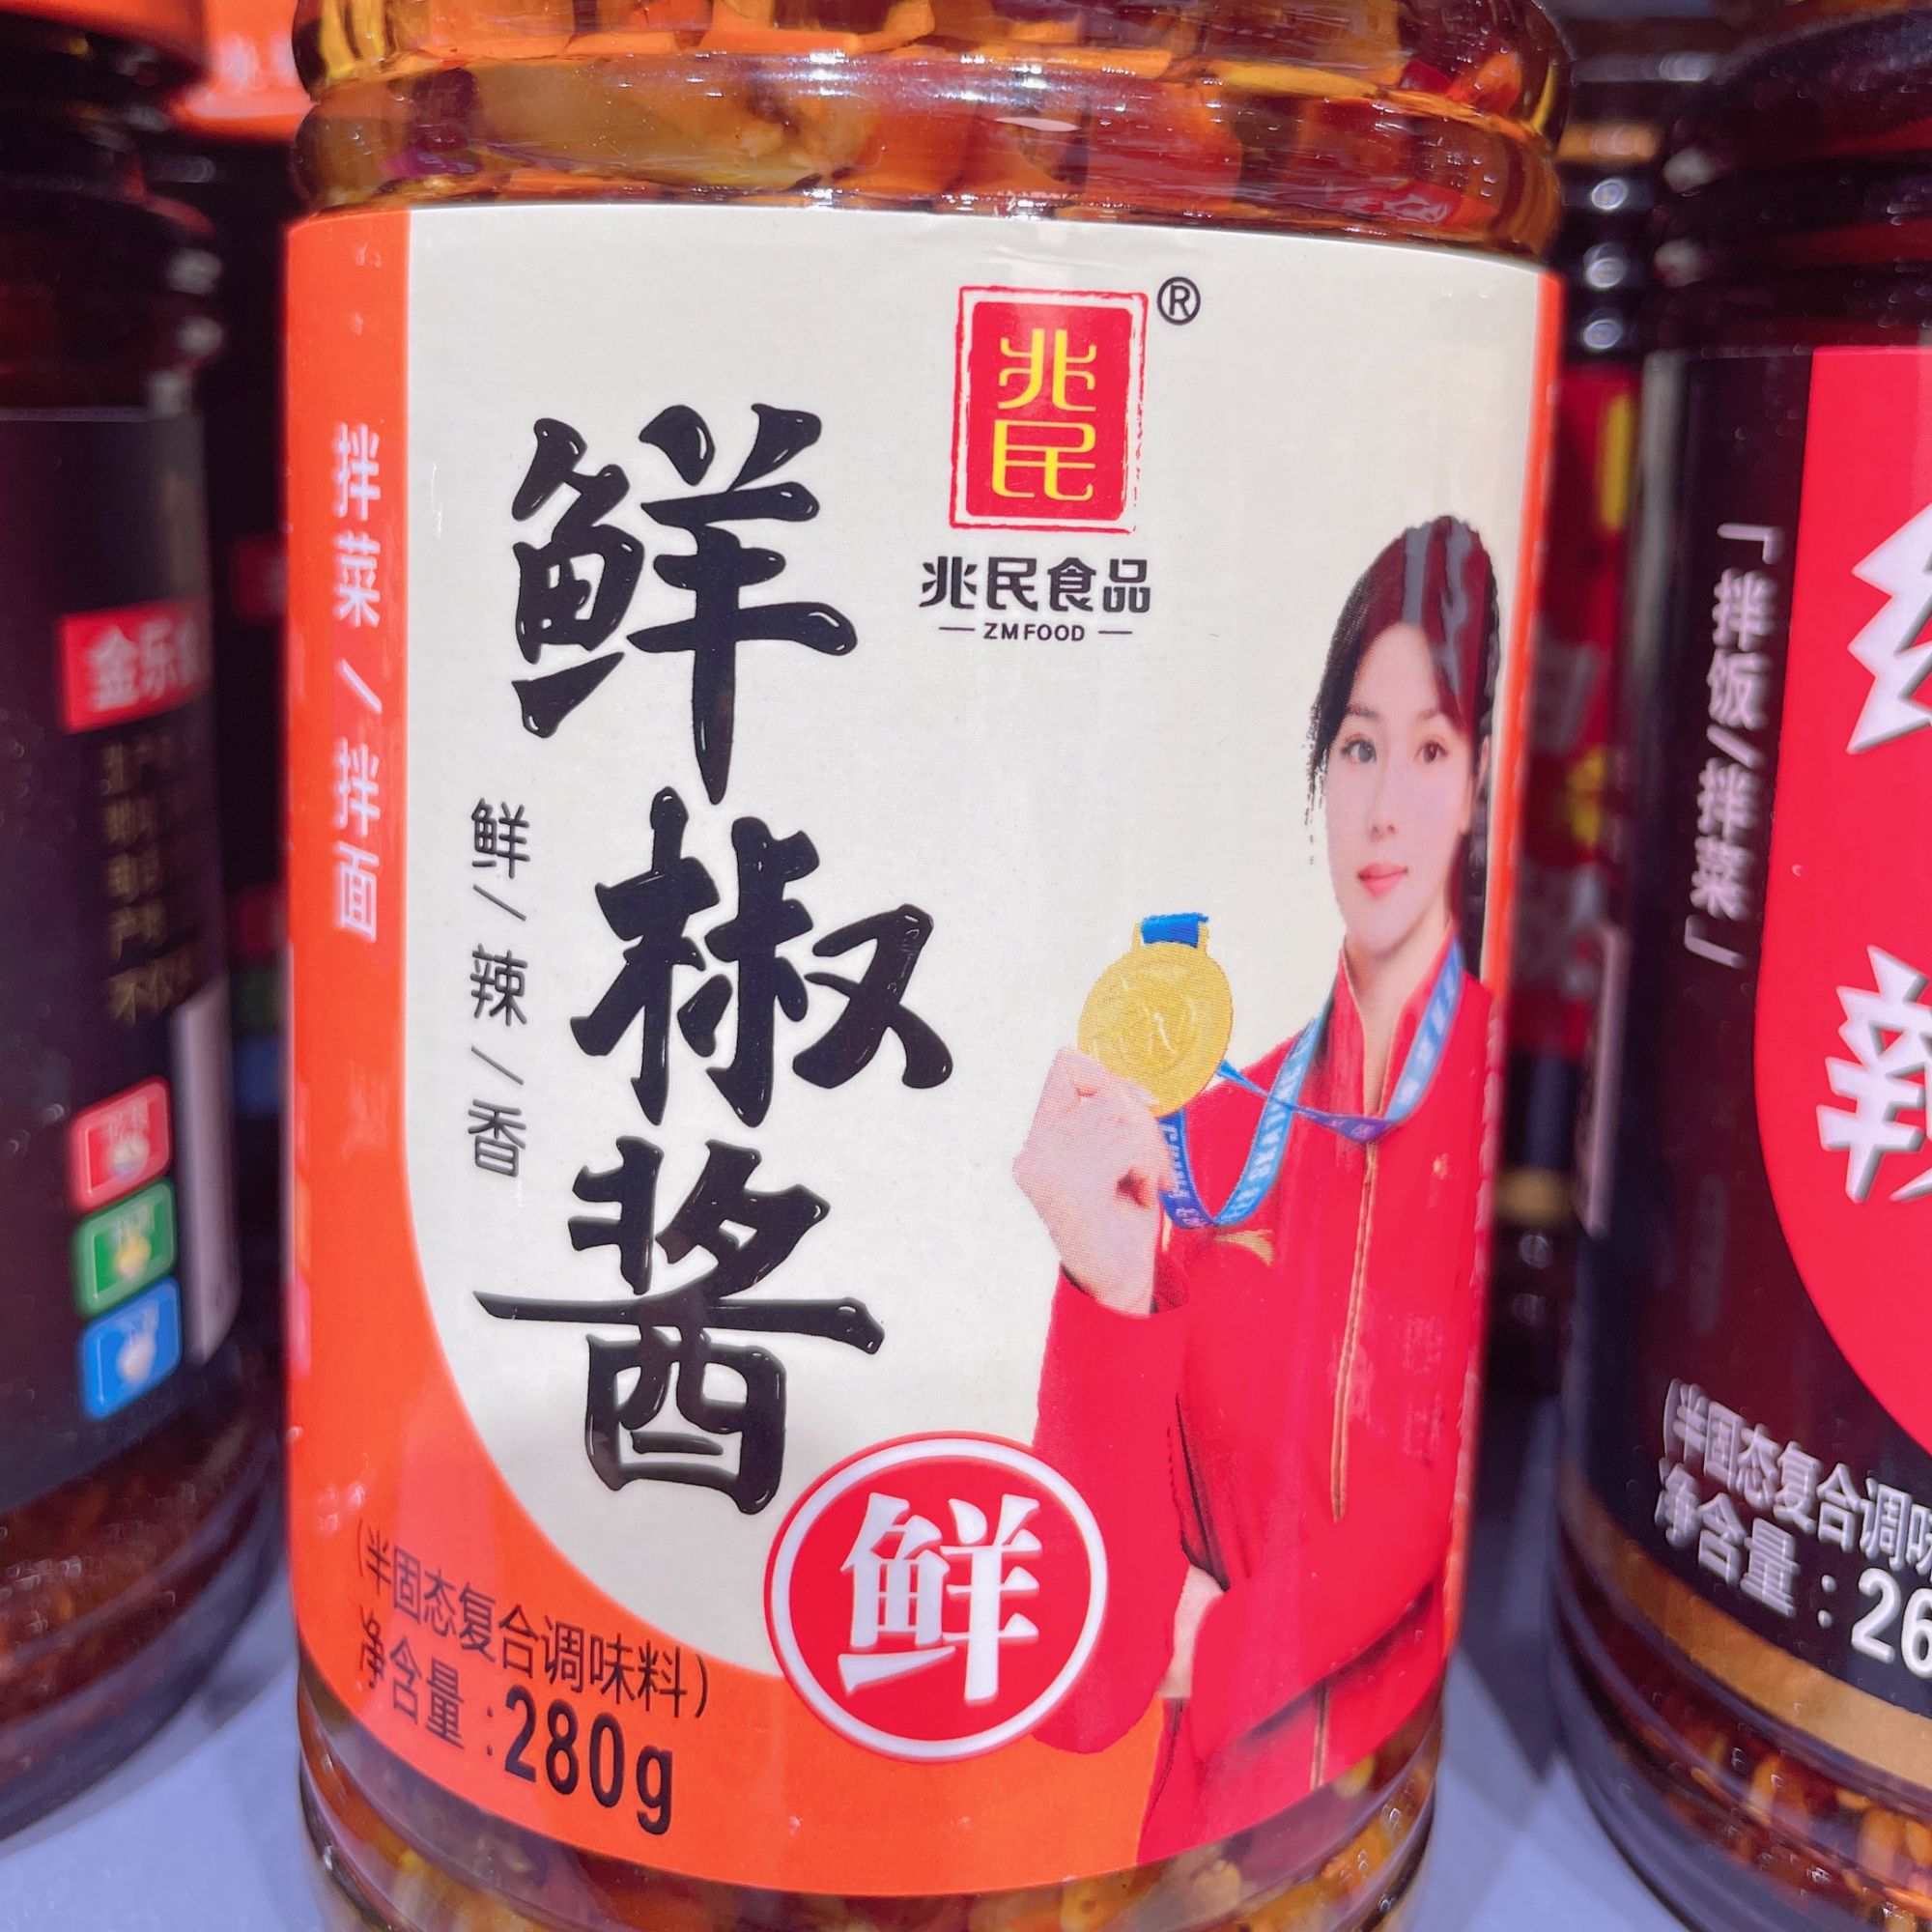 兆民
®
兆民食品
ZMFOOD
鲜椒酱
鲜/辣/香
拌菜/拌面
鲜
(半固态复合调味料)
净含量:280g
金乐
「拌饭/拌菜」
辣
(半固态复合调味
净含量:26